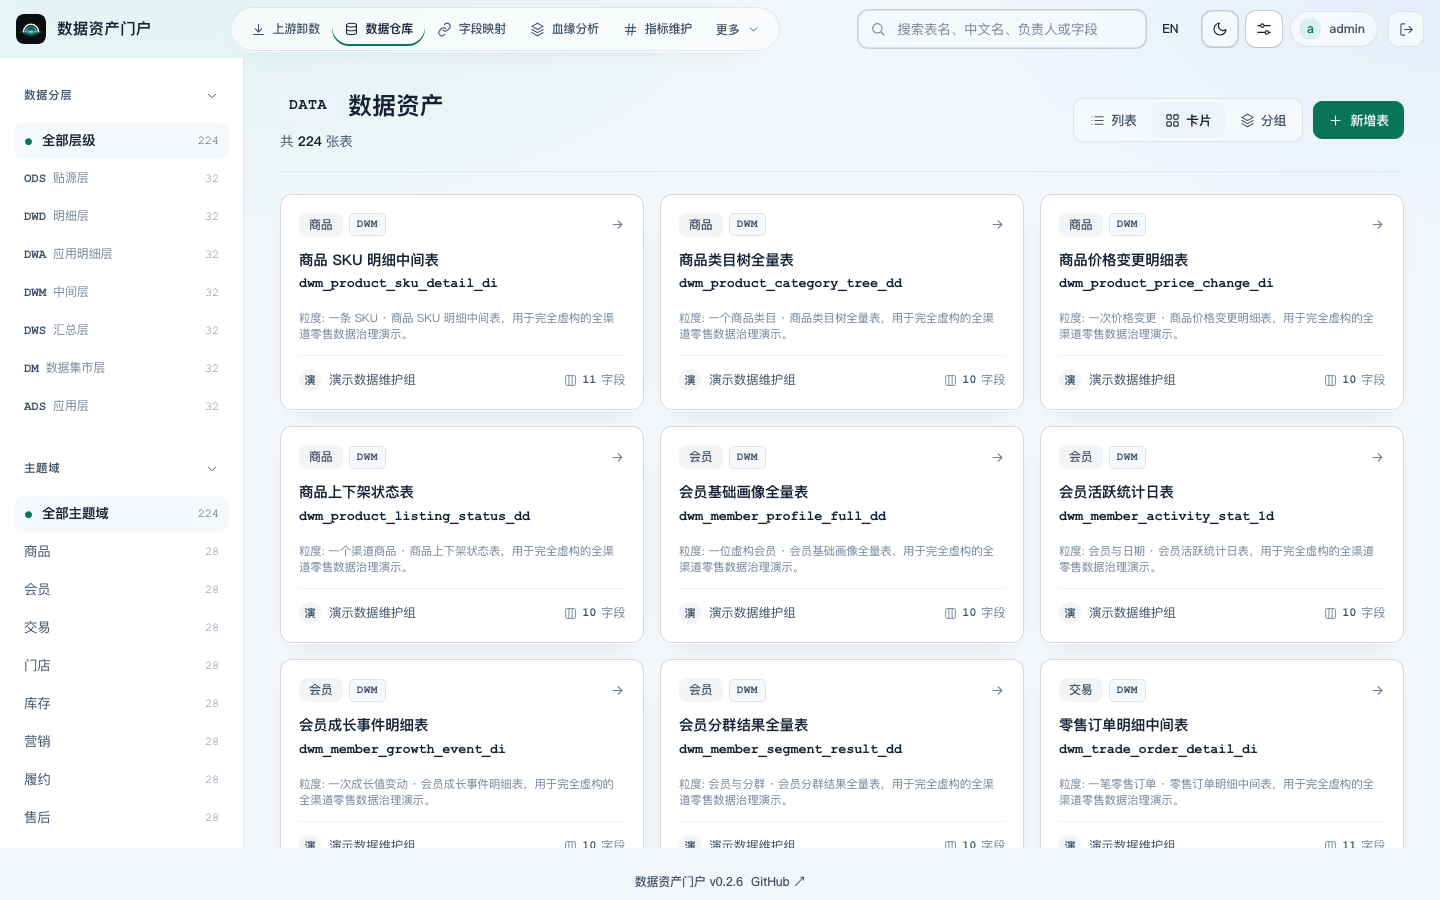 数据资产门户
上游卸数 数据仓库 字段映射 血缘分析 指标维护 更多
搜索表名、中文名、负责人或字段
EN
a admin
数据分层
全部层级 224
ODS 贴源层 32
DWD 明细层 32
DWA 应用明细层 32
DWM 中间层 32
DWS 汇总层 32
DM 数据集市层 32
ADS 应用层 32
主题域
全部主题域 224
商品 28
会员 28
交易 28
门店 28
库存 28
营销 28
履约 28
售后 28
DATA 数据资产
共 224 张表
列表 卡片 分组
+ 新增表
商品 DWM
商品 SKU 明细中间表
dwm_product_sku_detail_di
粒度: 一条 SKU · 商品 SKU 明细中间表，用于完全虚构的全渠
道零售数据治理演示。
演 演示数据维护组 11 字段
商品 DWM
商品类目树全量表
dwm_product_category_tree_dd
粒度: 一个商品类目 · 商品类目树全量表，用于完全虚构的全渠
道零售数据治理演示。
演 演示数据维护组 10 字段
商品 DWM
商品价格变更明细表
dwm_product_price_change_di
粒度: 一次价格变更 · 商品价格变更明细表，用于完全虚构的全
渠道零售数据治理演示。
演 演示数据维护组 10 字段
商品 DWM
商品上下架状态表
dwm_product_listing_status_dd
粒度: 一个渠道商品 · 商品上下架状态表，用于完全虚构的全渠
道零售数据治理演示。
演 演示数据维护组 10 字段
会员 DWM
会员基础画像全量表
dwm_member_profile_full_dd
粒度: 一位虚构会员 · 会员基础画像全量表，用于完全虚构的全
渠道零售数据治理演示。
演 演示数据维护组 10 字段
会员 DWM
会员活跃统计日表
dwm_member_activity_stat_1d
粒度: 会员与日期 · 会员活跃统计日表，用于完全虚构的全渠道
零售数据治理演示。
演 演示数据维护组 10 字段
会员 DWM
会员成长事件明细表
dwm_member_growth_event_di
粒度: 一次成长值变动 · 会员成长事件明细表，用于完全虚构的
全渠道零售数据治理演示。
演 演示数据维护组 10 字段
会员 DWM
会员分群结果全量表
dwm_member_segment_result_dd
粒度: 会员与分群 · 会员分群结果全量表，用于完全虚构的全渠
道零售数据治理演示。
演 演示数据维护组 10 字段
交易 DWM
零售订单明细中间表
dwm_trade_order_detail_di
粒度: 一笔零售订单 · 零售订单明细中间表，用于完全虚构的全
渠道零售数据治理演示。
演 演示数据维护组 11 字段
数据资产门户 v0.2.6 GitHub ↗